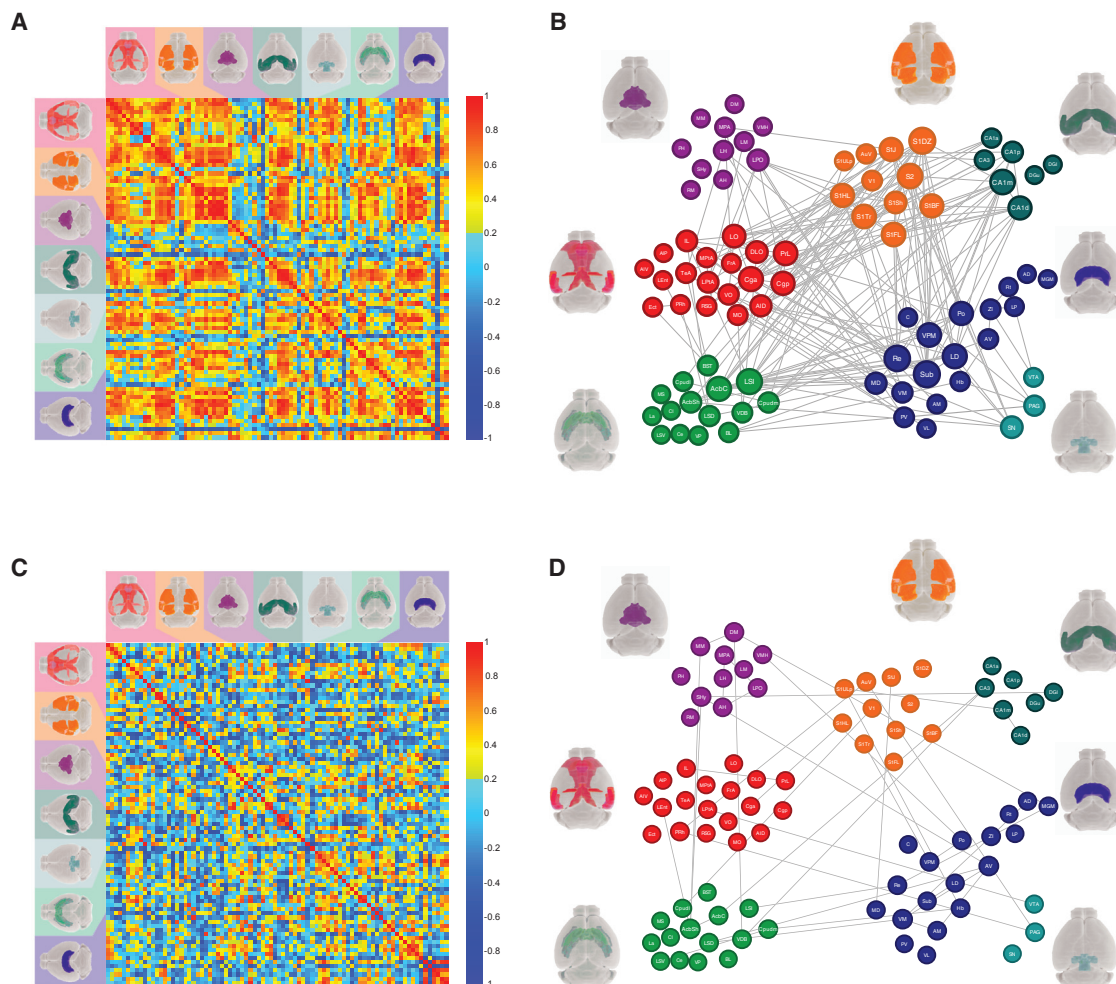 A
1
0.8
0.6
0.4
0.2
0
-0.2
-0.4
-0.6
-0.8
-1
B
DM
MM
MPA
VMH
LM
RH
LH
LPO
SHy
AH
RM
S1DZ
S1J
AuV
S1ULp
S2
V1
S1HL
S1Sh
S1BF
S1Tr
S1FL
CA1s
CA1p
CA3
DGl
DGu
CA1m
CA1d
IL
LO
AIP
MPtA
DLO
PrL
FrA
AIV
LEnt
TeA
LPtA
Cga
Cgp
VO
Ect
PRh
RSG
MO
AID
AD
Rt
MGM
C
Po
ZI
LP
VPM
AV
Re
LD
Sub
MD
Hb
VM
AM
PV
VL
BST
Cpudl
LSI
AcbC
MS
AcbSh
Cpudm
La
CI
LSD
VDB
LSV
Ce
VP
BL
VTA
PAG
SN
C
1
0.8
0.6
0.4
0.2
0
-0.2
-0.4
-0.6
-0.8
-1
D
DM
MM
MPA
VMH
LM
RH
LH
LPO
SHy
AH
RM
S1DZ
S1J
AuV
S1ULp
S2
V1
S1HL
S1Sh
S1BF
S1Tr
S1FL
CA1s
CA1p
CA3
DGl
DGu
CA1m
CA1d
LO
IL
AIP
MPtA
DLO
PrL
FrA
AIV
LEnt
TeA
LPtA
Cga
Cgp
VO
Ect
PRh
RSG
MO
AID
AD
Rt
MGM
C
Po
ZI
LP
VPM
AV
Re
LD
Sub
MD
Hb
VM
AM
PV
VL
BST
Cpudl
LSI
AcbC
MS
AcbSh
Cpudm
La
CI
LSD
VDB
LSV
Ce
VP
BL
VTA
PAG
SN